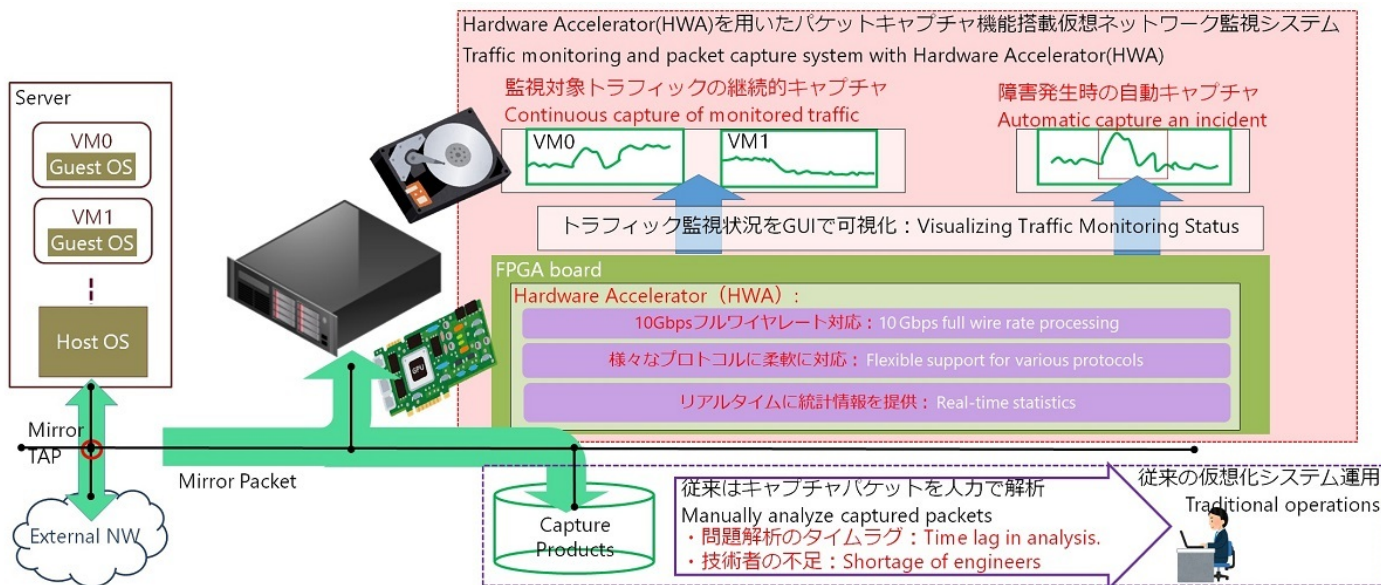 Hardware Accelerator(HWA)を用いたパケットキャプチャ機能搭載仮想ネットワーク監視システム
Traffic monitoring and packet capture system with Hardware Accelerator(HWA)
監視対象トラフィックの継続的キャプチャ
Continuous capture of monitored traffic
障害発生時の自動キャプチャ
Automatic capture an incident
VM0
VM1
トラフィック監視状況をGUIで可視化：Visualizing Traffic Monitoring Status
FPGA board
Hardware Accelerator（HWA）:
10Gbpsフルワイヤレート対応：10 Gbps full wire rate processing
様々なプロトコルに柔軟に対応：Flexible support for various protocols
リアルタイムに統計情報を提供：Real-time statistics
Server
VM0
Guest OS
VM1
Guest OS
Host OS
GPU
Mirror
TAP
Mirror Packet
External NW
Capture
Products
従来はキャプチャパケットを人力で解析
Manually analyze captured packets
・問題解析のタイムラグ：Time lag in analysis.
・技術者の不足：Shortage of engineers
従来の仮想化システム運用
Traditional operations